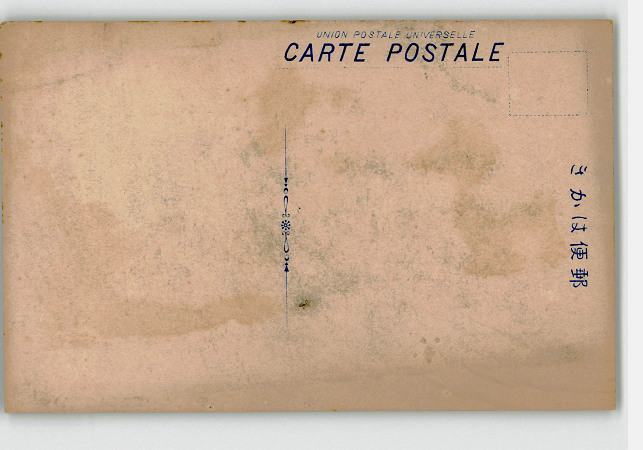 UNION POSTALE UNIVERSELLE
CARTE POSTALE
郵便はかき